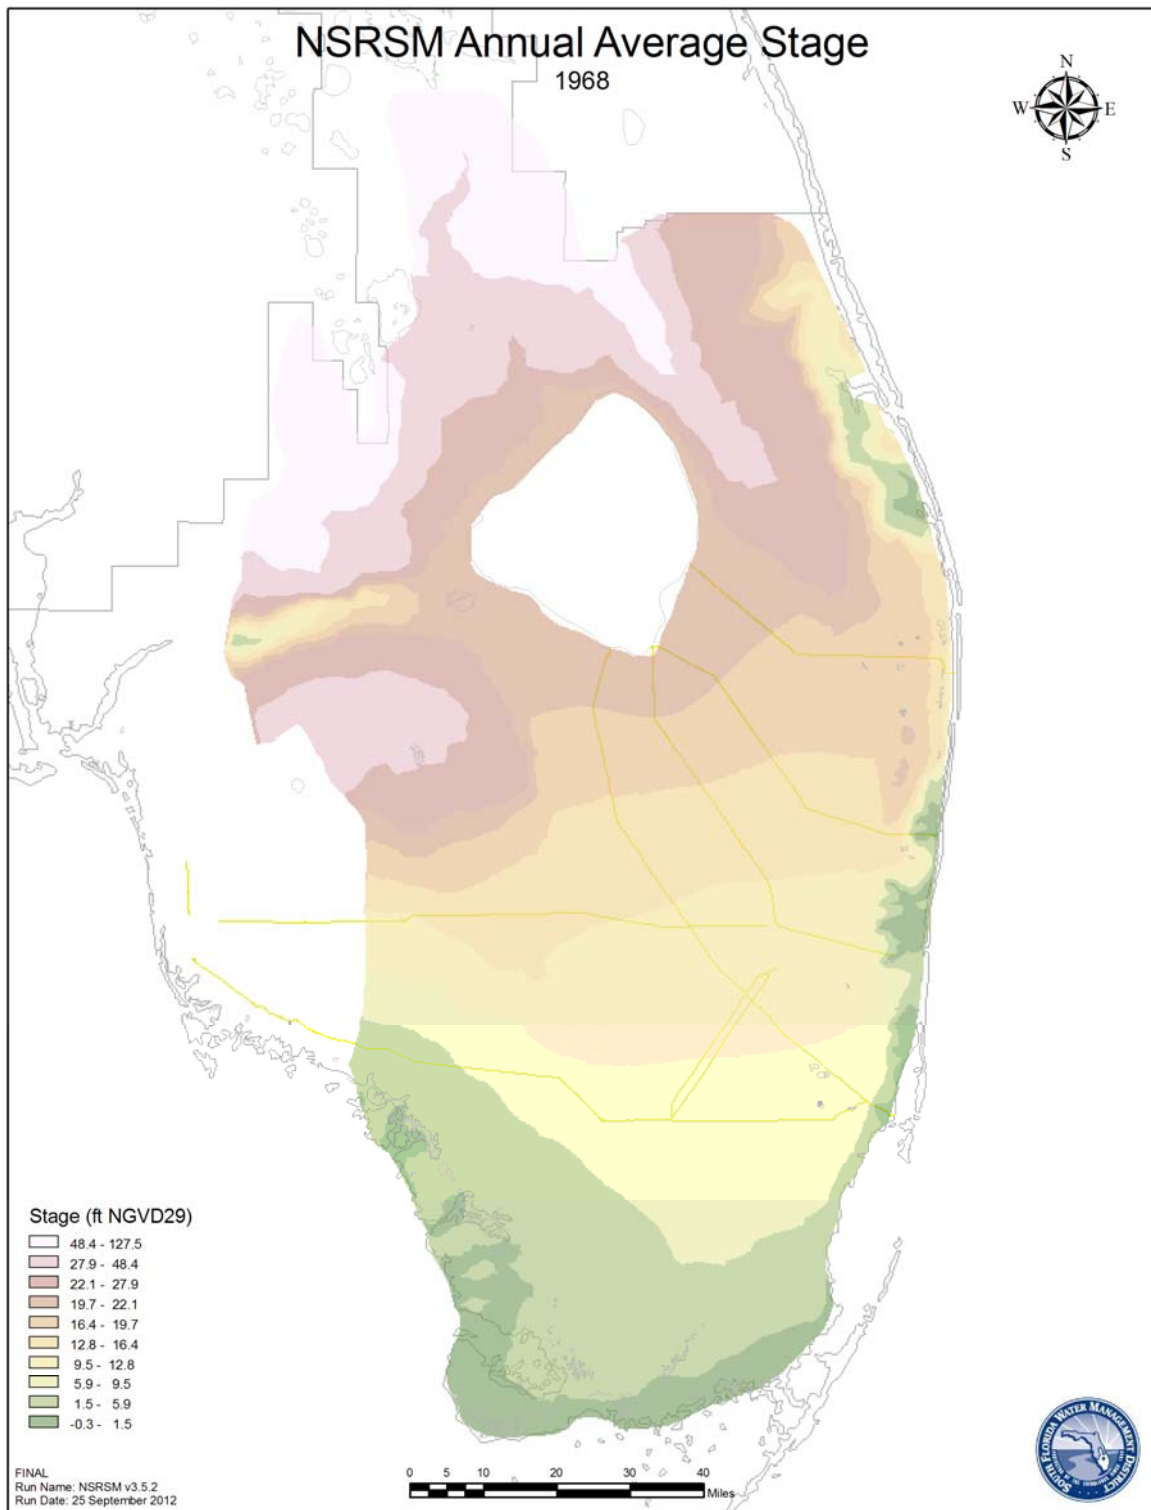 NSRSM Annual Average Stage
1968
N
W
E
S
Stage (ft NGVD29)
48.4 - 127.5
27.9 - 48.4
22.1 - 27.9
19.7 - 22.1
16.4 - 19.7
12.8 - 16.4
9.5 - 12.8
5.9 - 9.5
1.5 - 5.9
-0.3 - 1.5
FINAL
Run Name: NSRSM v3.5.2
Run Date: 25 September 2012
0 5 10 20 30 40
Miles
SOUTH FLORIDA WATER MANAGEMENT DISTRICT